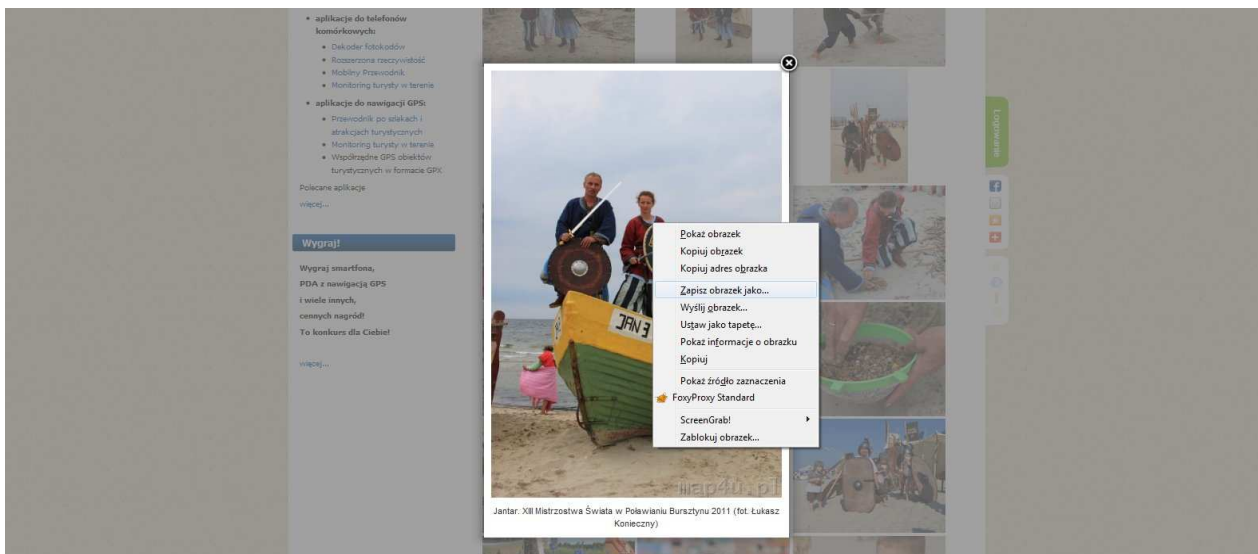 aplikacje do telefonów
komórkowych:
Dekoder fotokodów
Rozszerzona rzeczywistość
Mobilny Przewodnik
Monitoring turysty w terenie
aplikacje do nawigacji GPS:
Przewodnik po szlakach i
atrakcjach turystycznych
Monitoring turysty w terenie
Współrzędne GPS obiektów
turystycznych w formacie GPX
Polecane aplikacje
więcej...
Wygraj!
Wygraj smartfona,
PDA z nawigacją GPS
i wiele innych,
cennych nagród!
To konkurs dla Ciebie!
więcej...
JAN 3
map4u.pl
Jantar. XIII Mistrzostwa Świata w Poławianiu Bursztynu 2011 (fot. Łukasz
Konieczny)
Pokaż obrazek
Kopiuj obrazek
Kopiuj adres obrazka
Zapisz obrazek jako...
Wyślij obrazek...
Ustaw jako tapetę...
Pokaż informacje o obrazku
Kopiuj
Pokaż źródło zaznaczenia
FoxyProxy Standard
ScreenGrab!
Zablokuj obrazek...
Logowanie